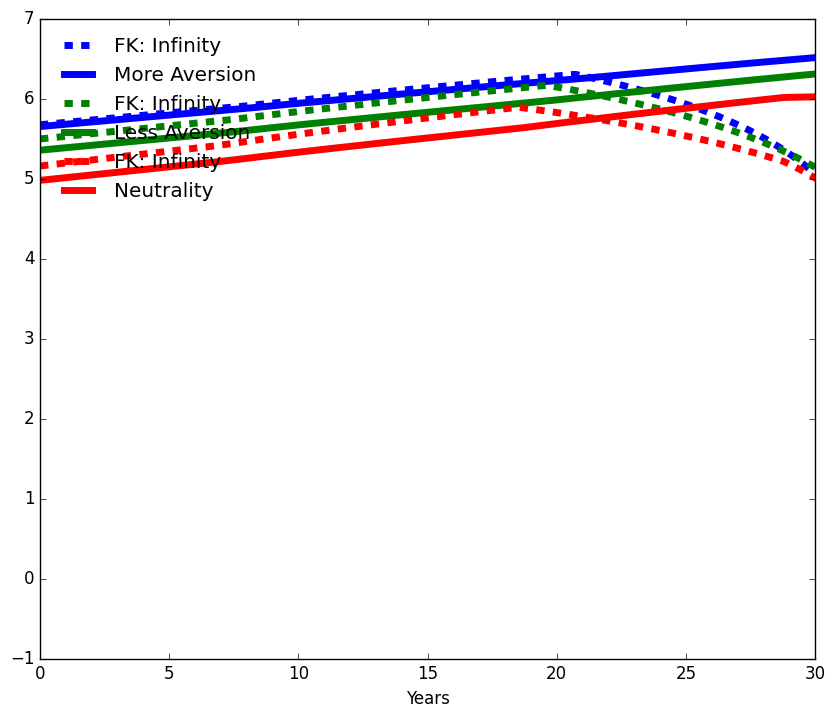 7
6
5
4
3
2
1
0
−1
FK: Infinity
More Aversion
FK: Infinity
Less Aversion
FK: Infinity
Neutrality
0 5 10 15 20 25 30
Years